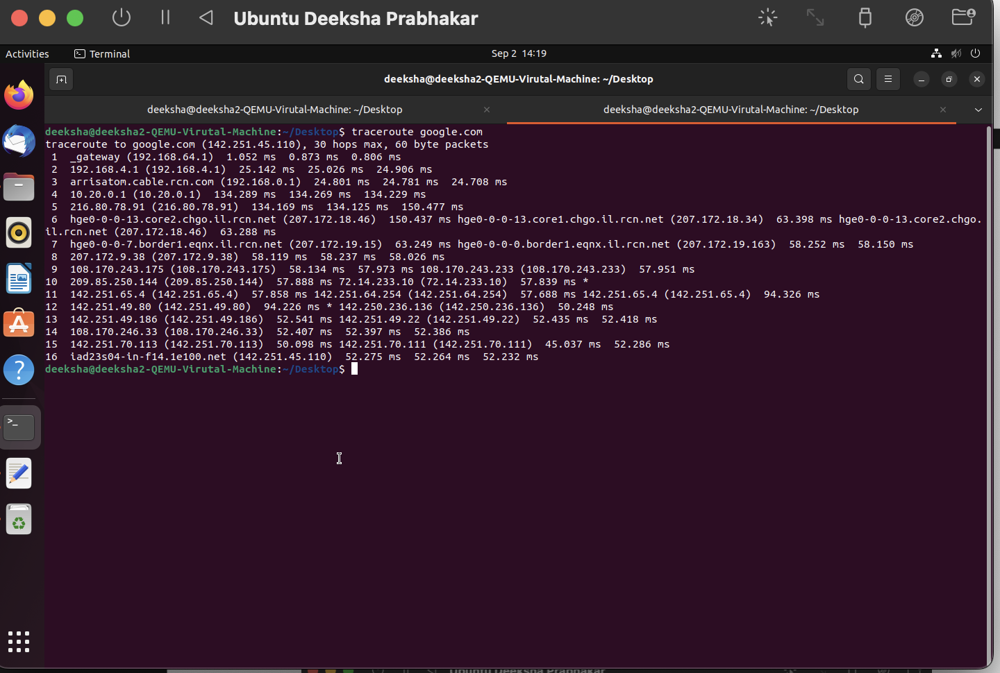 Ubuntu Deeksha Prabhakar
Activities
Terminal
Sep 2 14:19
deeksha@deeksha2-QEMU-Virutal-Machine: ~/Desktop
deeksha@deeksha2-QEMU-Virutal-Machine: ~/Desktop
deeksha@deeksha2-QEMU-Virutal-Machine: ~/Desktop
deeksha@deeksha2-QEMU-Virutal-Machine:~/Desktop$ traceroute google.com
traceroute to google.com (142.251.45.110), 30 hops max, 60 byte packets
1 _gateway (192.168.64.1) 1.052 ms 0.873 ms 0.806 ms
2 192.168.4.1 (192.168.4.1) 25.142 ms 25.026 ms 24.906 ms
3 arrisatom.cable.rcn.com (192.168.0.1) 24.801 ms 24.781 ms 24.708 ms
4 10.20.0.1 (10.20.0.1) 134.289 ms 134.269 ms 134.229 ms
5 216.80.78.91 (216.80.78.91) 134.169 ms 134.125 ms 150.477 ms
6 hge0-0-0-13.core2.chgo.il.rcn.net (207.172.18.46) 150.437 ms hge0-0-0-13.core1.chgo.il.rcn.net (207.172.18.34) 63.398 ms hge0-0-0-13.core2.chgo.
il.rcn.net (207.172.18.46) 63.288 ms
7 hge0-0-0-7.border1.eqnx.il.rcn.net (207.172.19.15) 63.249 ms hge0-0-0-0.border1.eqnx.il.rcn.net (207.172.19.163) 58.252 ms 58.150 ms
8 207.172.9.38 (207.172.9.38) 58.119 ms 58.237 ms 58.026 ms
9 108.170.243.175 (108.170.243.175) 58.134 ms 57.973 ms 108.170.243.233 (108.170.243.233) 57.951 ms
10 209.85.250.144 (209.85.250.144) 57.888 ms 72.14.233.10 (72.14.233.10) 57.839 ms *
11 142.251.65.4 (142.251.65.4) 57.858 ms 142.251.64.254 (142.251.64.254) 57.688 ms 142.251.65.4 (142.251.65.4) 94.326 ms
12 142.251.49.80 (142.251.49.80) 94.226 ms * 142.250.236.136 (142.250.236.136) 50.248 ms
13 142.251.49.186 (142.251.49.186) 52.541 ms 142.251.49.22 (142.251.49.22) 52.435 ms 52.418 ms
14 108.170.246.33 (108.170.246.33) 52.407 ms 52.397 ms 52.386 ms
15 142.251.70.113 (142.251.70.113) 50.098 ms 142.251.70.111 (142.251.70.111) 45.037 ms 52.286 ms
16 iad23s04-in-f14.1e100.net (142.251.45.110) 52.275 ms 52.264 ms 52.232 ms
deeksha@deeksha2-QEMU-Virutal-Machine:~/Desktop$
Ubuntu Deeksha Prabhakar